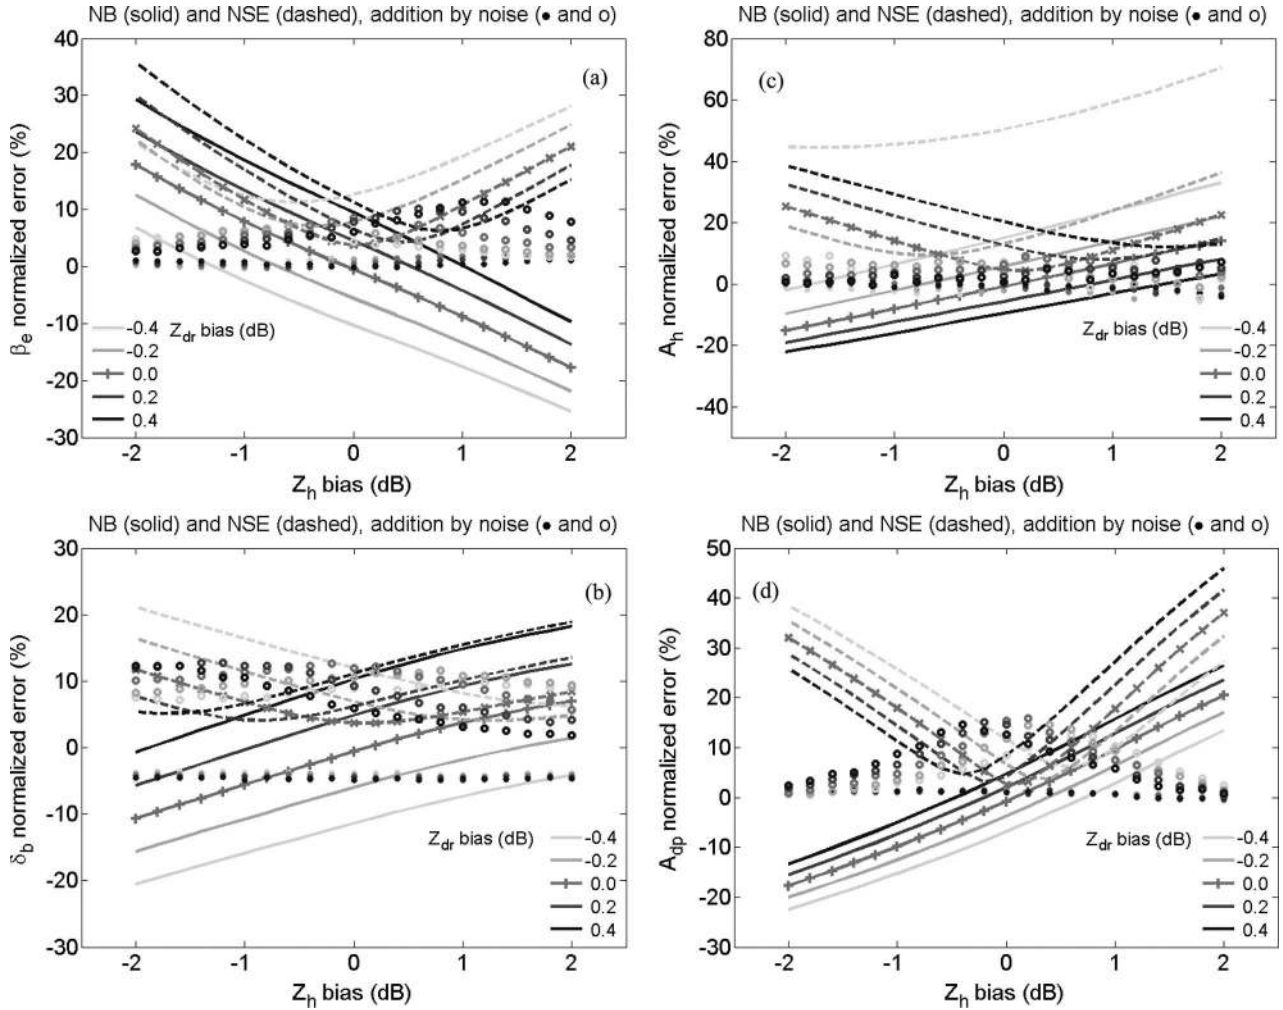 NB (solid) and NSE (dashed), addition by noise (● and o)
40
30
20
10
0
-10
-20
-30
βe normalized error (%)
(a)
-0.4
Zdr bias (dB)
-0.2
0.0
0.2
0.4
-2 -1 0 1 2
Zh bias (dB)
NB (solid) and NSE (dashed), addition by noise (● and o)
80
60
40
20
0
-20
-40
Ah normalized error (%)
(c)
Zdr bias (dB)
-0.4
-0.2
0.0
0.2
0.4
-2 -1 0 1 2
Zh bias (dB)
NB (solid) and NSE (dashed), addition by noise (● and o)
30
20
10
0
-10
-20
-30
δb normalized error (%)
(b)
Zdr bias (dB)
-0.4
-0.2
0.0
0.2
0.4
-2 -1 0 1 2
Zh bias (dB)
NB (solid) and NSE (dashed), addition by noise (● and o)
50
40
30
20
10
0
-10
-20
-30
Adp normalized error (%)
(d)
Zdr bias (dB)
-0.4
-0.2
0.0
0.2
0.4
-2 -1 0 1 2
Zh bias (dB)